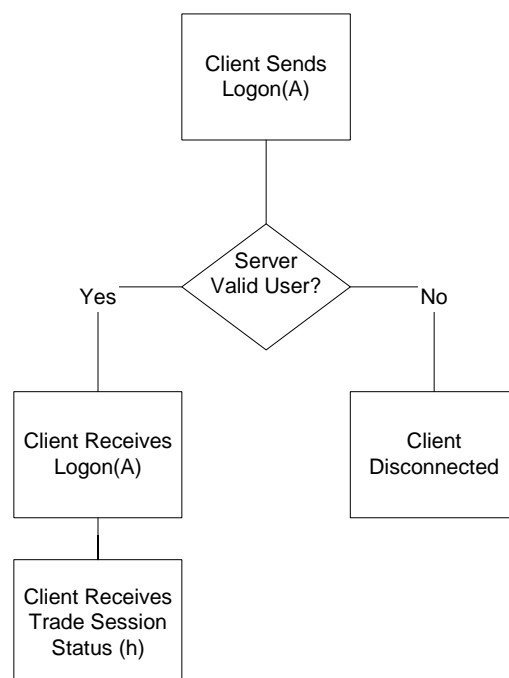 Client Sends
Logon(A)
Server
Valid User?
Yes
No
Client Receives
Logon(A)
Client
Disconnected
Client Receives
Trade Session
Status (h)